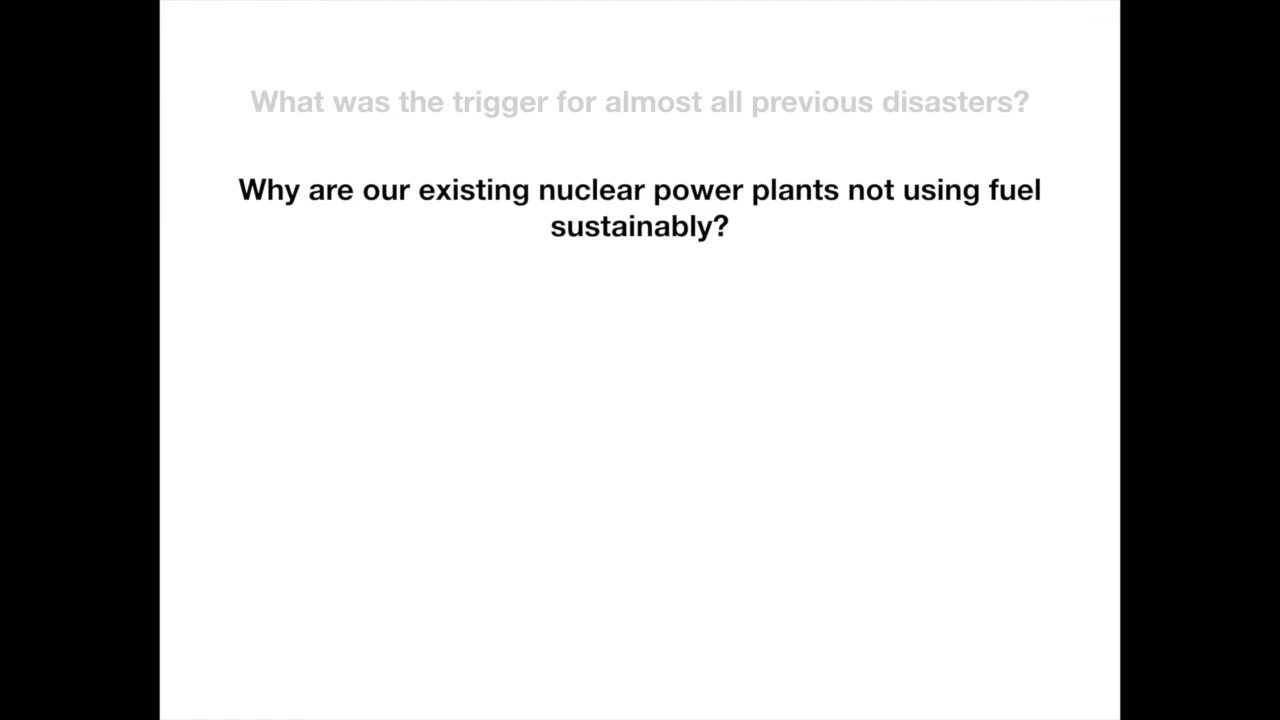 What was the trigger for almost all previous disasters?
Why are our existing nuclear power plants not using fuel
sustainably?